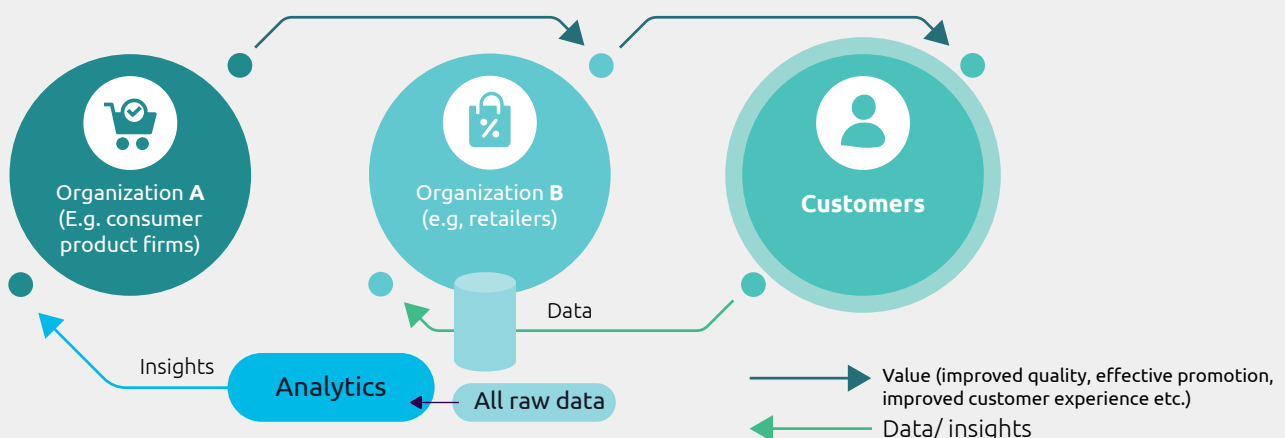 Organization A
(E.g. consumer
product firms)
Organization B
(e.g, retailers)
Customers
Data
Insights
Analytics
All raw data
Value (improved quality, effective promotion,
improved customer experience etc.)
Data/ insights